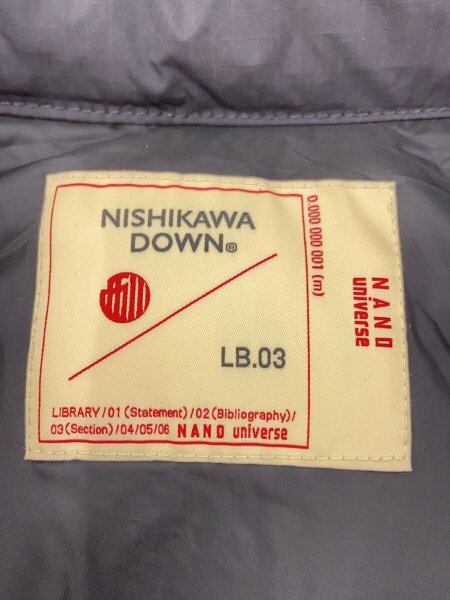 NISHIKAWA
DOWN®
LB.03
LIBRARY/01 (Statement)/02(Bibliography)/
03(Section)/04/05/06 NANO universe
0.000 000 001 (m)
NANO
universe